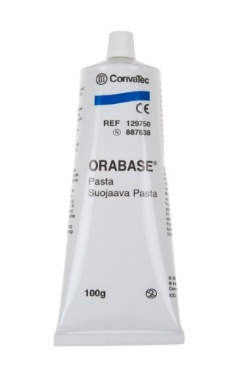 ConvaTec
CE
REF 129750
N 887638
ORABASE®
Pasta
Suojaava Pasta
100g